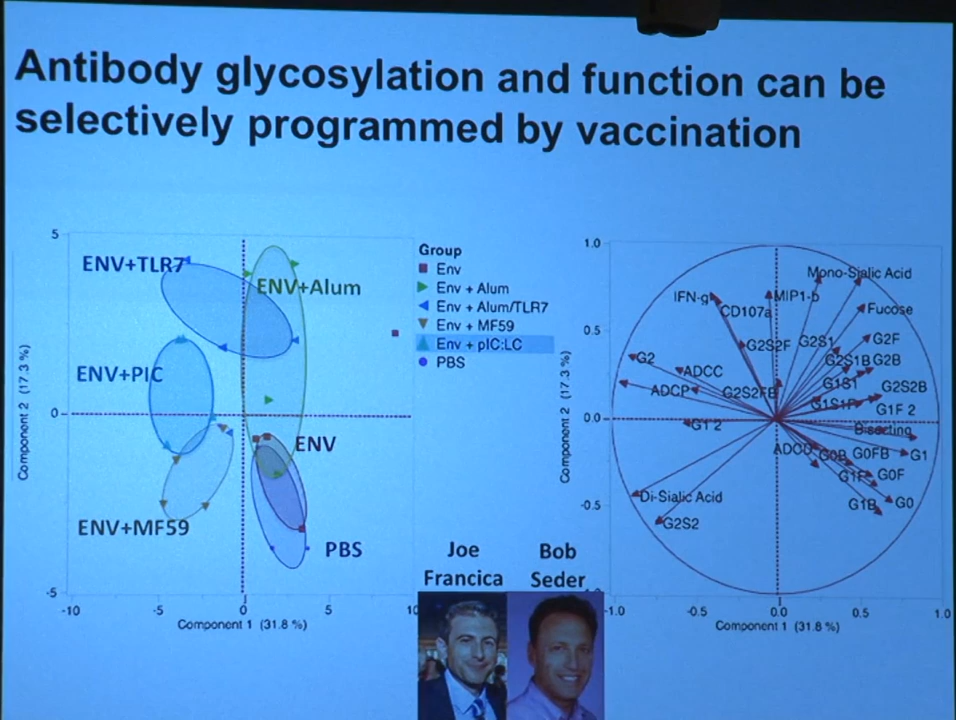 Antibody glycosylation and function can be
selectively programmed by vaccination
5
0
-5
-10
-5
0
5
10
Component 2 (17.3 %)
Component 1 (31.8 %)
ENV+TLR7
ENV+Alum
ENV+PIC
ENV
ENV+MF59
PBS
Group
Env
Env + Alum
Env + Alum/TLR7
Env + MF59
Env + pIC:LC
PBS
1.0
0.5
0.0
-0.5
-1.0
-0.5
0.0
0.5
1.0
Component 2 (17.3 %)
Component 1 (31.8 %)
Mono-Sialic Acid
IFN-g
MIP1-b
CD107a
Fucose
G2S2F
G2S1
G2F
G2
G2S1B
G2B
ADCC
G1S1
ADCP
G2S2FB
G2S2B
G1S1F
G1F 2
G1 2
Bisecting
G0B
G0FB
G1
G1F
G0F
Di-Sialic Acid
G1B
G0
G2S2
Joe
Francica
Bob
Seder